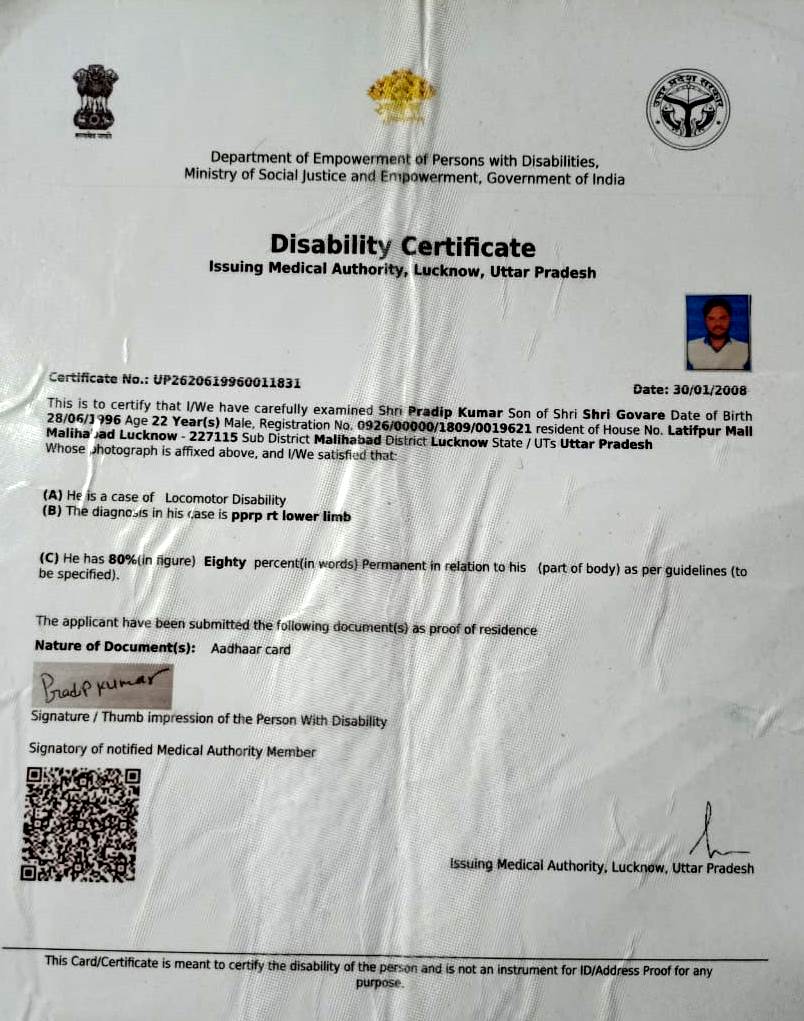 सत्यमेव जयते
उत्तर प्रदेश सरकार
Department of Empowerment of Persons with Disabilities,
Ministry of Social Justice and Empowerment, Government of India
Disability Certificate
Issuing Medical Authority, Lucknow, Uttar Pradesh
Certificate No.: UP2620619960011831
Date: 30/01/2008
This is to certify that I/We have carefully examined Shri Pradip Kumar Son of Shri Shri Govare Date of Birth
28/06/1996 Age 22 Year(s) Male, Registration No. 0926/00000/1809/0019621 resident of House No. Latifpur Mall
Malihabad Lucknow - 227115 Sub District Malihabad District Lucknow State / UTs Uttar Pradesh
Whose photograph is affixed above, and I/We satisfied that:
(A) He is a case of Locomotor Disability
(B) The diagnosis in his case is pprp rt lower limb
(C) He has 80%(in figure) Eighty percent(in words) Permanent in relation to his (part of body) as per guidelines (to
be specified).
The applicant have been submitted the following document(s) as proof of residence
Nature of Document(s): Aadhaar card
Pradip Kumar
Signature / Thumb impression of the Person With Disability
Signatory of notified Medical Authority Member
Issuing Medical Authority, Lucknow, Uttar Pradesh
This Card/Certificate is meant to certify the disability of the person and is not an instrument for ID/Address Proof for any
purpose.